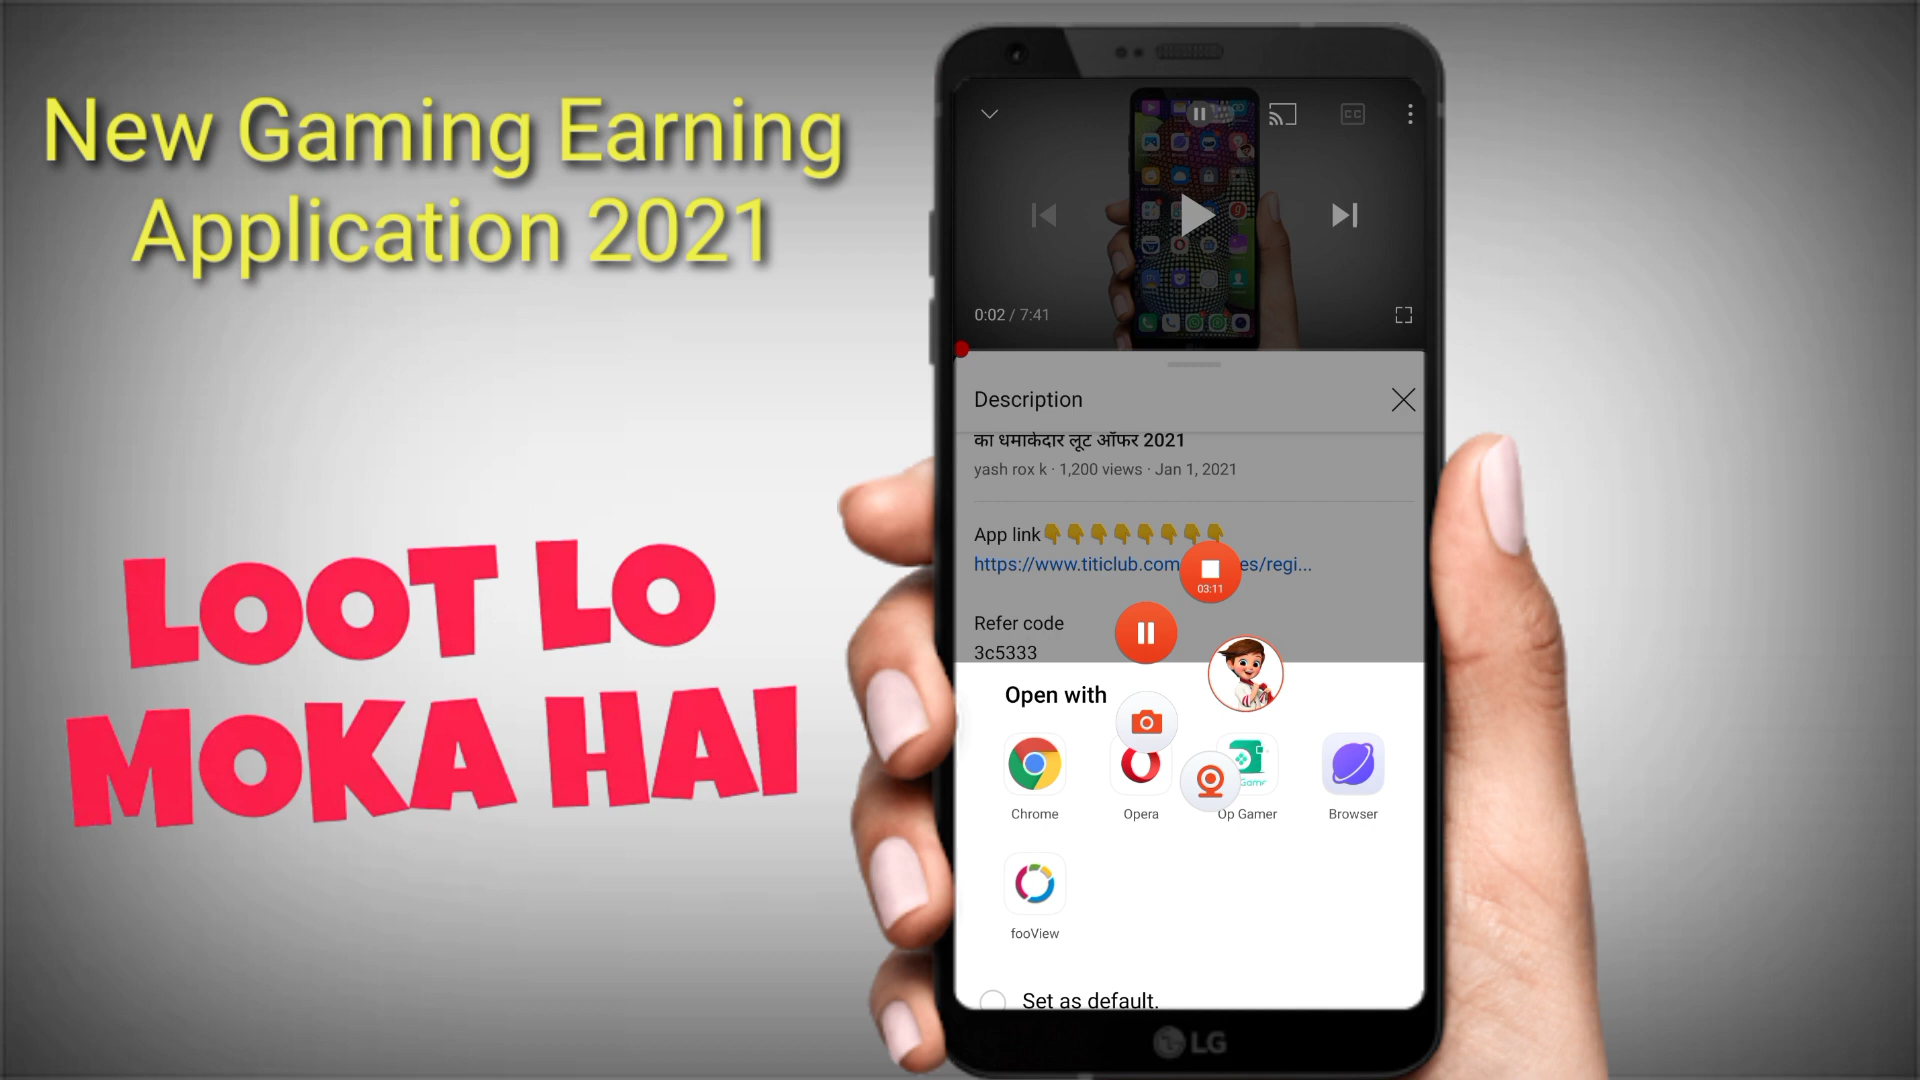 New Gaming Earning
Application 2021
LOOT LO
MOKA HAI
CC
0:02 / 7:41
Description
का धमाकेदार लूट ऑफर 2021
yash rox k · 1,200 views · Jan 1, 2021
App link👇👇👇👇👇👇👇👇
https://www.titiclub.com es/regi...
03:11
Refer code
3c5333
Open with
Game
Chrome
Opera
Op Gamer
Browser
fooView
Set as default.
LG